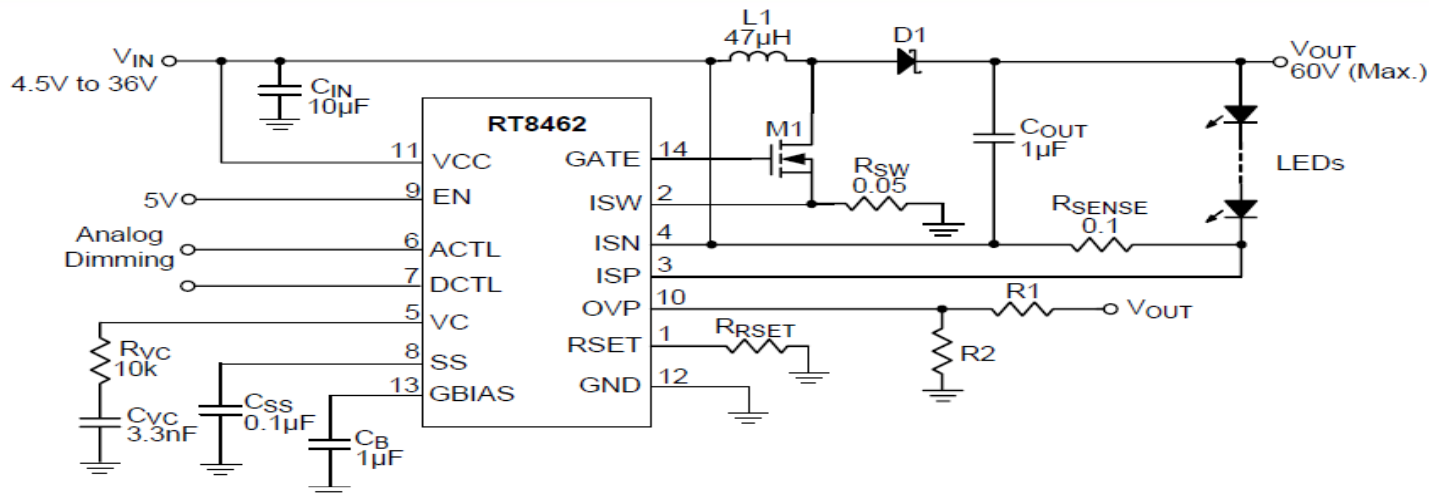 L1
47µH
D1
VIN
4.5V to 36V
VOUT
60V (Max.)
CIN
10µF
RT8462
M1
COUT
1µF
LEDs
11 VCC
GATE 14
RSW
0.05
5V
9 EN
ISW 2
RSENSE
0.1
Analog
Dimming
6 ACTL
ISN 4
7 DCTL
ISP 3
OVP 10
R1
VOUT
5 VC
RSET 1
RRSET
R2
RVC
10k
8 SS
GND 12
13 GBIAS
CVC
3.3nF
CSS
0.1µF
CB
1µF